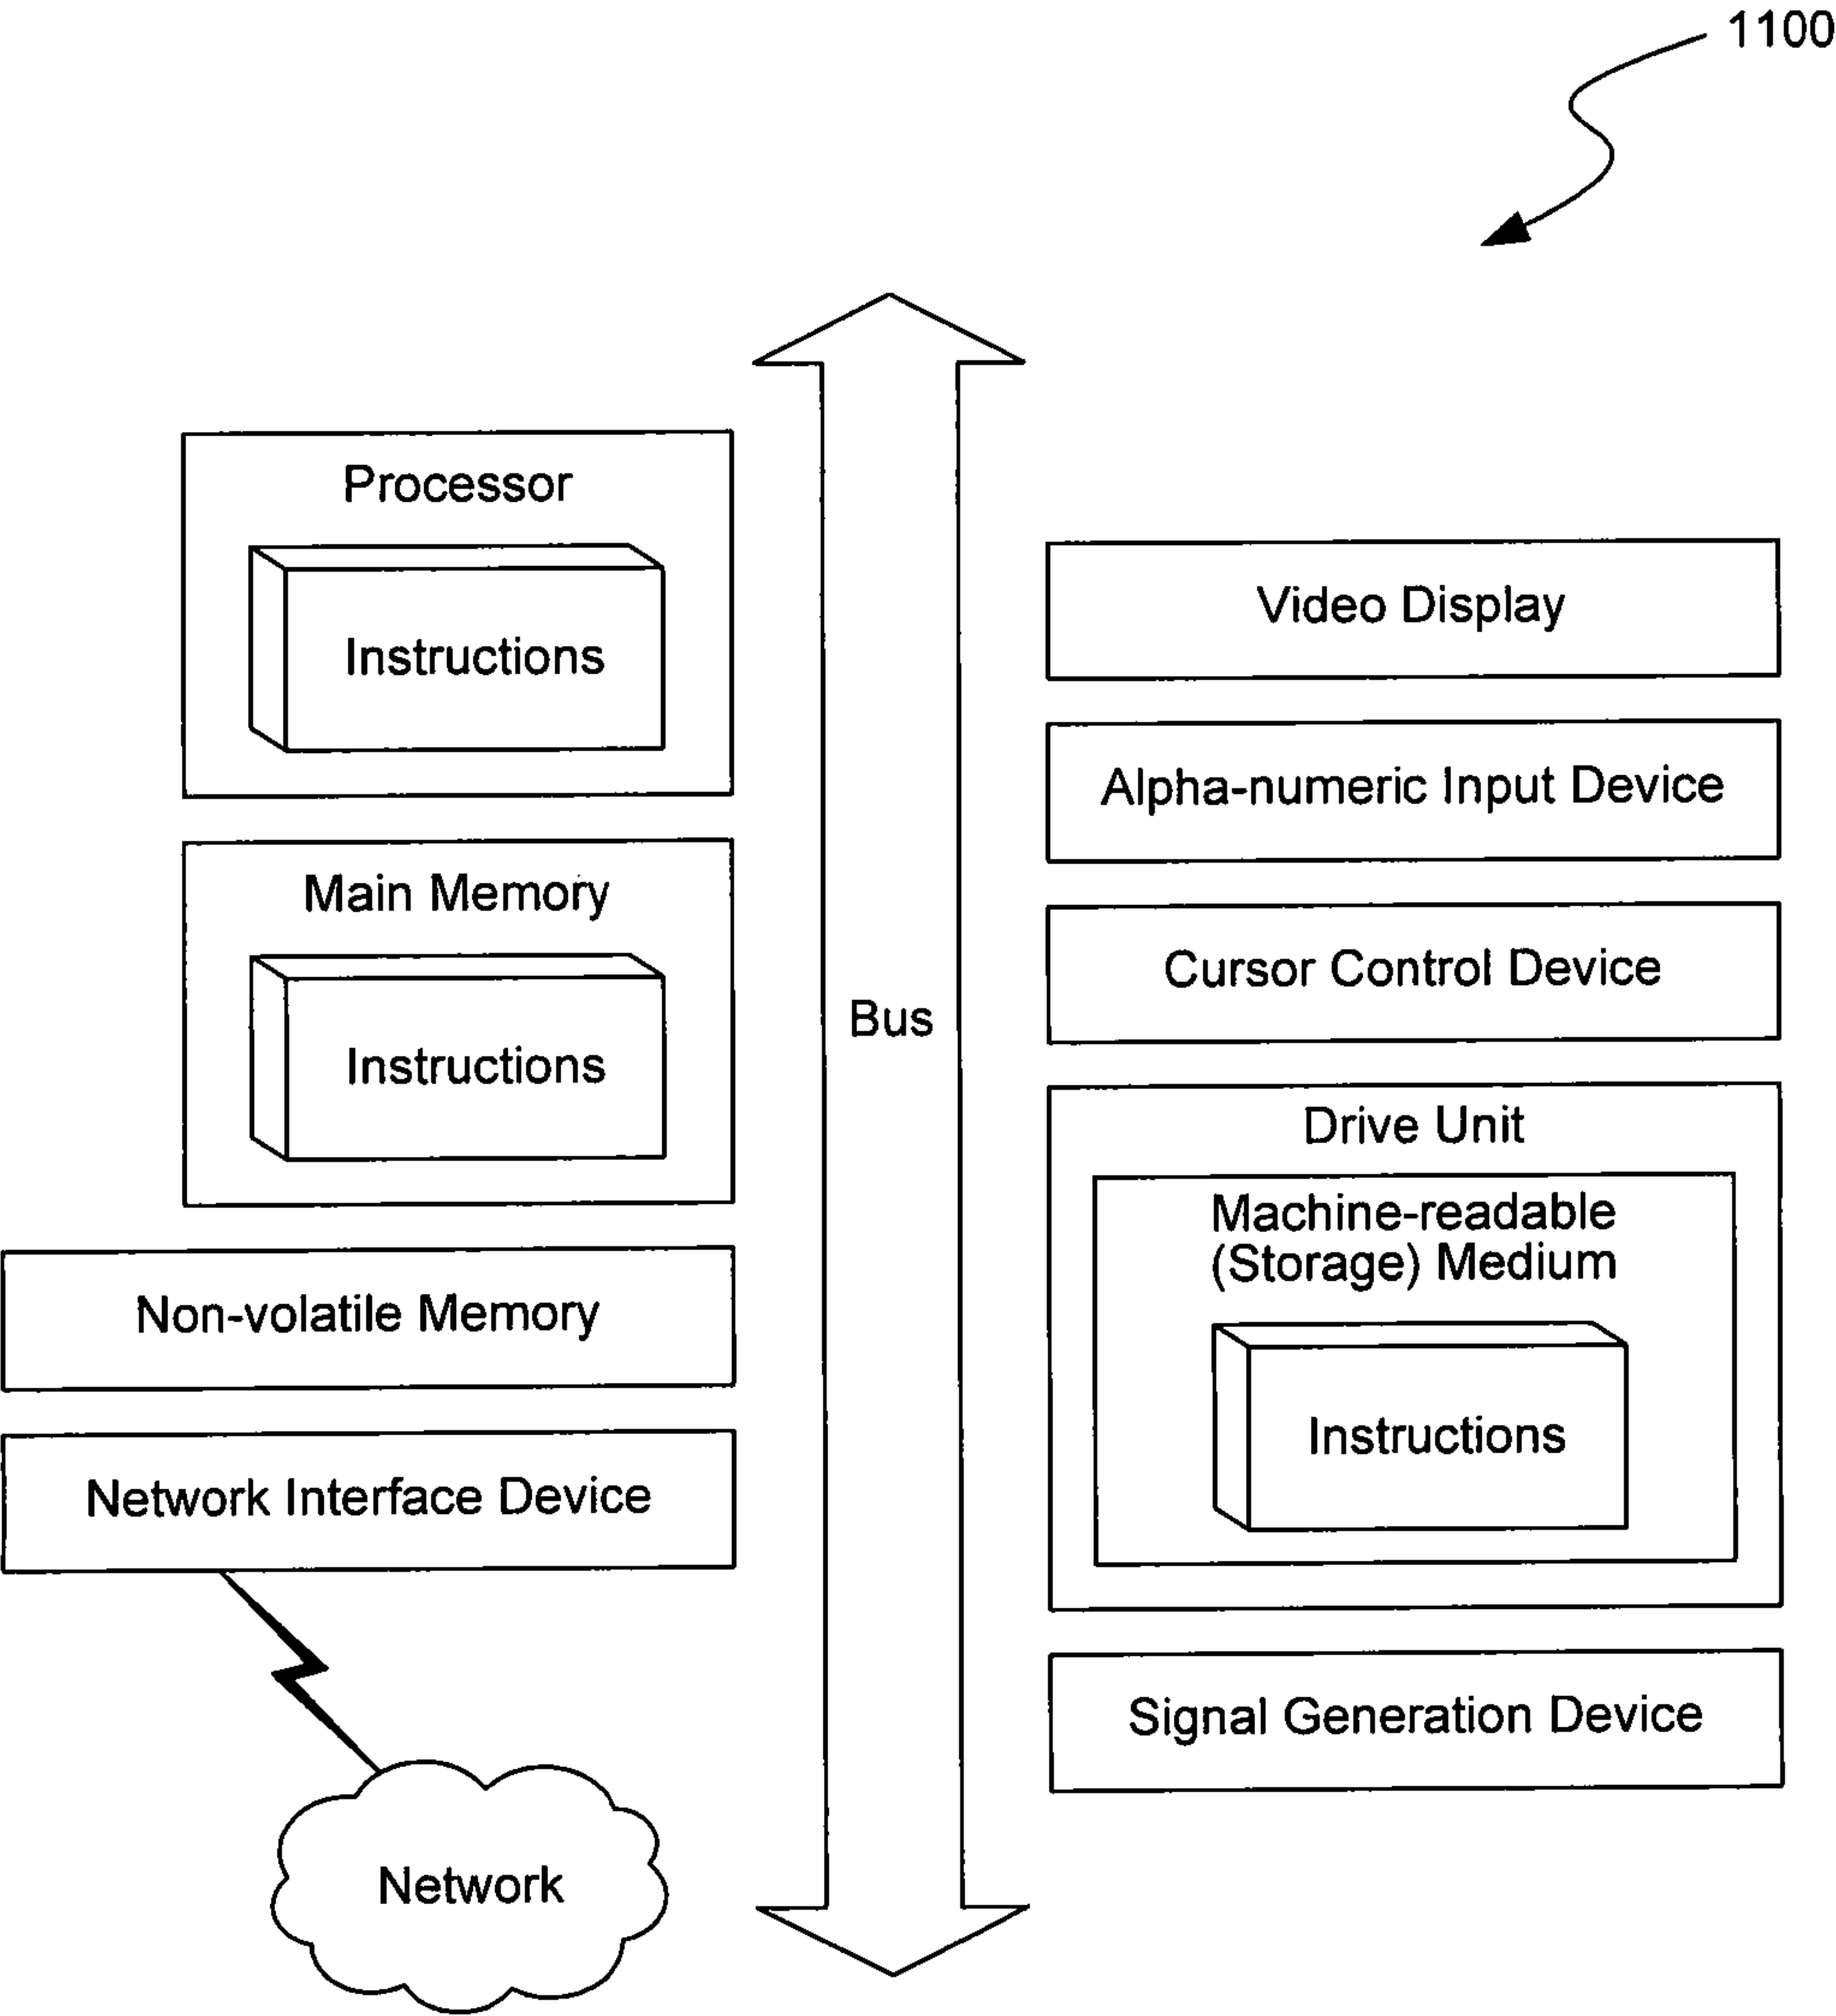 1100
Processor
Instructions
Main Memory
Instructions
Non-volatile Memory
Network Interface Device
Network
Bus
Video Display
Alpha-numeric Input Device
Cursor Control Device
Drive Unit
Machine-readable
(Storage) Medium
Instructions
Signal Generation Device